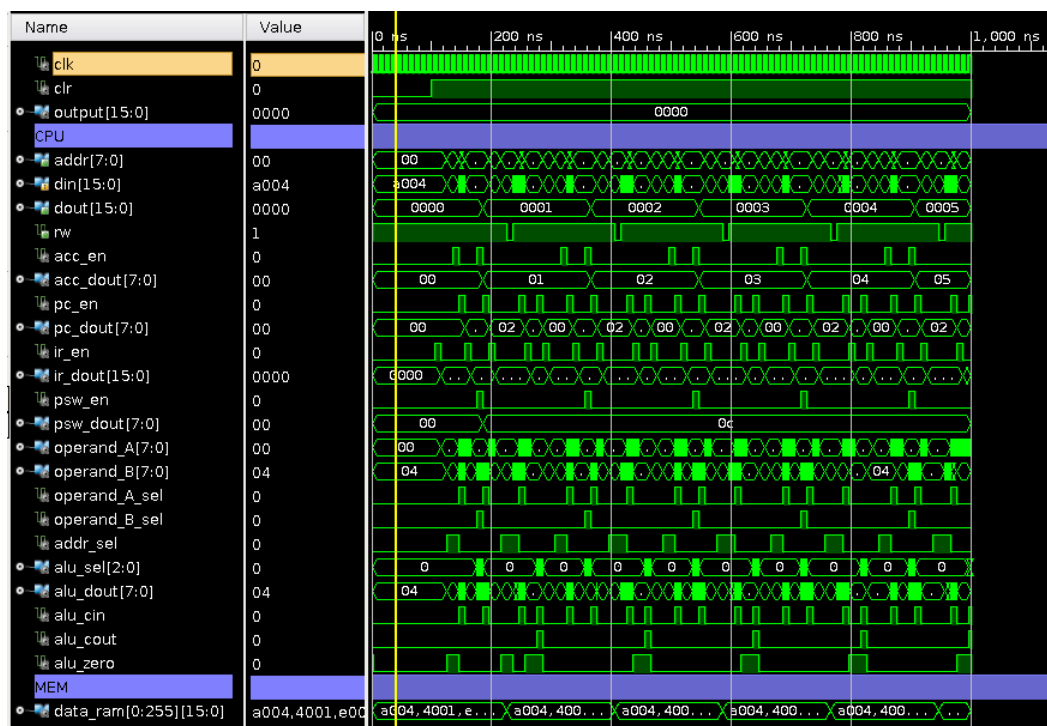 Name Value
0 ns 200 ns 400 ns 600 ns 800 ns 1,000 ns
clk 0
clr 0
output[15:0] 0000 0000
CPU
addr[7:0] 00 00
din[15:0] a004 a004
dout[15:0] 0000 0000 0001 0002 0003 0004 0005
rw 1
acc_en 0
acc_dout[7:0] 00 00 01 02 03 04 05
pc_en 0
pc_dout[7:0] 00 00 . 02 . 00 . 02 . 00 . 02 . 00 . 02 . 00 . 02
ir_en 0
ir_dout[15:0] 0000 0000
psw_en 0
psw_dout[7:0] 00 00 0c
operand_A[7:0] 00 00
operand_B[7:0] 04 04 04
operand_A_sel 0
operand_B_sel 0
addr_sel 0
alu_sel[2:0] 0 0 0 0 0 0 0 0 0 0 0
alu_dout[7:0] 04 04
alu_cin 0
alu_cout 0
alu_zero 0
MEM
data_ram[0:255][15:0] a004,4001,e00 a004,4001,e... a004,400... a004,400... a004,400... a004,400... ...